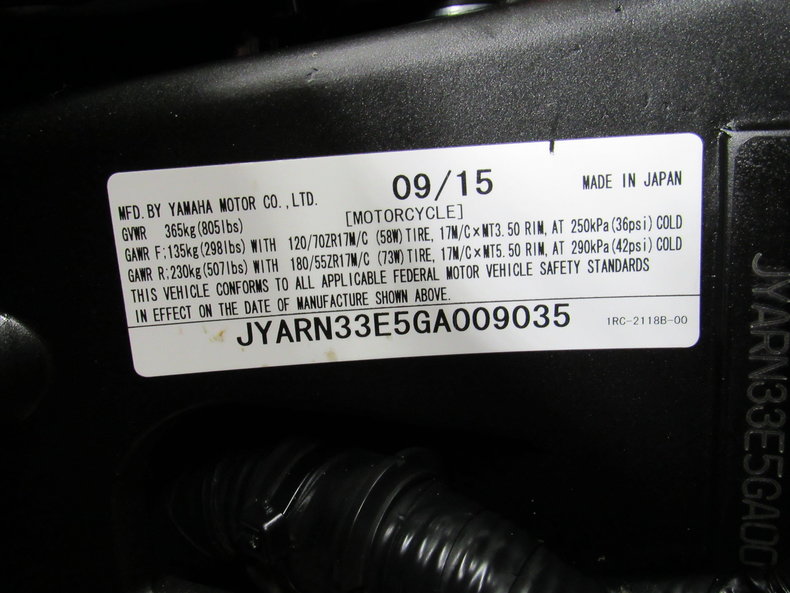 MFD.BY YAMAHA MOTOR CO.,LTD.
09/15
MADE IN JAPAN
[MOTORCYCLE]
GVWR 365kg(805lbs)
GAWR F:135kg(298lbs) WITH 120/70ZR17M/C (58W) TIRE, 17M/C×MT3.50 RIM, AT 250kPa(36psi) COLD
GAWR R:230kg(507lbs) WITH 180/55ZR17M/C (73W) TIRE, 17M/C×MT5.50 RIM, AT 290kPa(42psi) COLD
THIS VEHICLE CONFORMS TO ALL APPLICABLE FEDERAL MOTOR VEHICLE SAFETY STANDARDS
IN EFFECT ON THE DATE OF MANUFACTURE SHOWN ABOVE.
JYARN33E5GA009035
1RC-2118B-00
JYARN33E5GA00